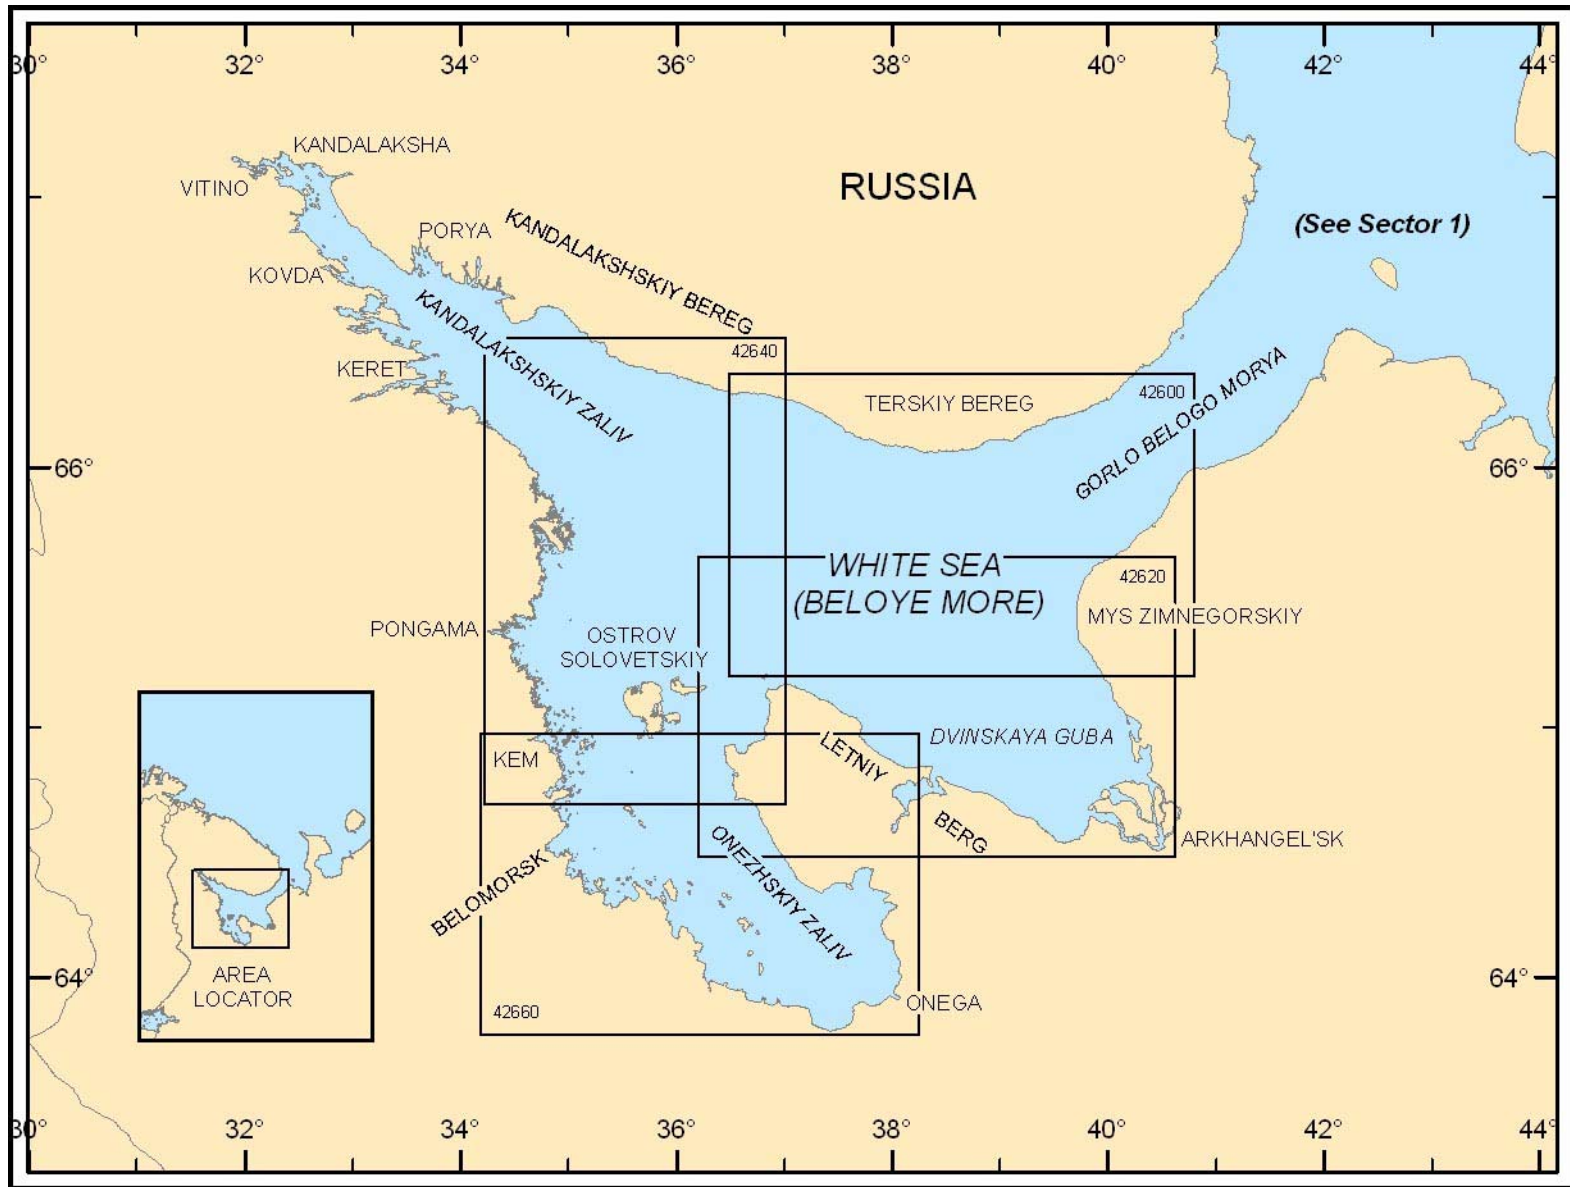 30° 32° 34° 36° 38° 40° 42° 44°
KANDALAKSHA
VITINO
RUSSIA
PORYA
KANDALAKSHSKIY BEREG
(See Sector 1)
KOVDA
KANDALAKSHSKIY ZALIV
42640
KERET
42600
TERSKIY BEREG
GORLO BELOGO MORYA
66° 66°
WHITE SEA
(BELOYE MORE)
42620
MYS ZIMNEGORSKIY
PONGAMA
OSTROV
SOLOVETSKIY
DVINSKAYA GUBA
LETNIY
BERG
KEM
ARKHANGEL'SK
ONEZHSKIY ZALIV
BELOMORSK
AREA
LOCATOR
64° 64°
ONEGA
42660
30° 32° 34° 36° 38° 40° 42° 44°